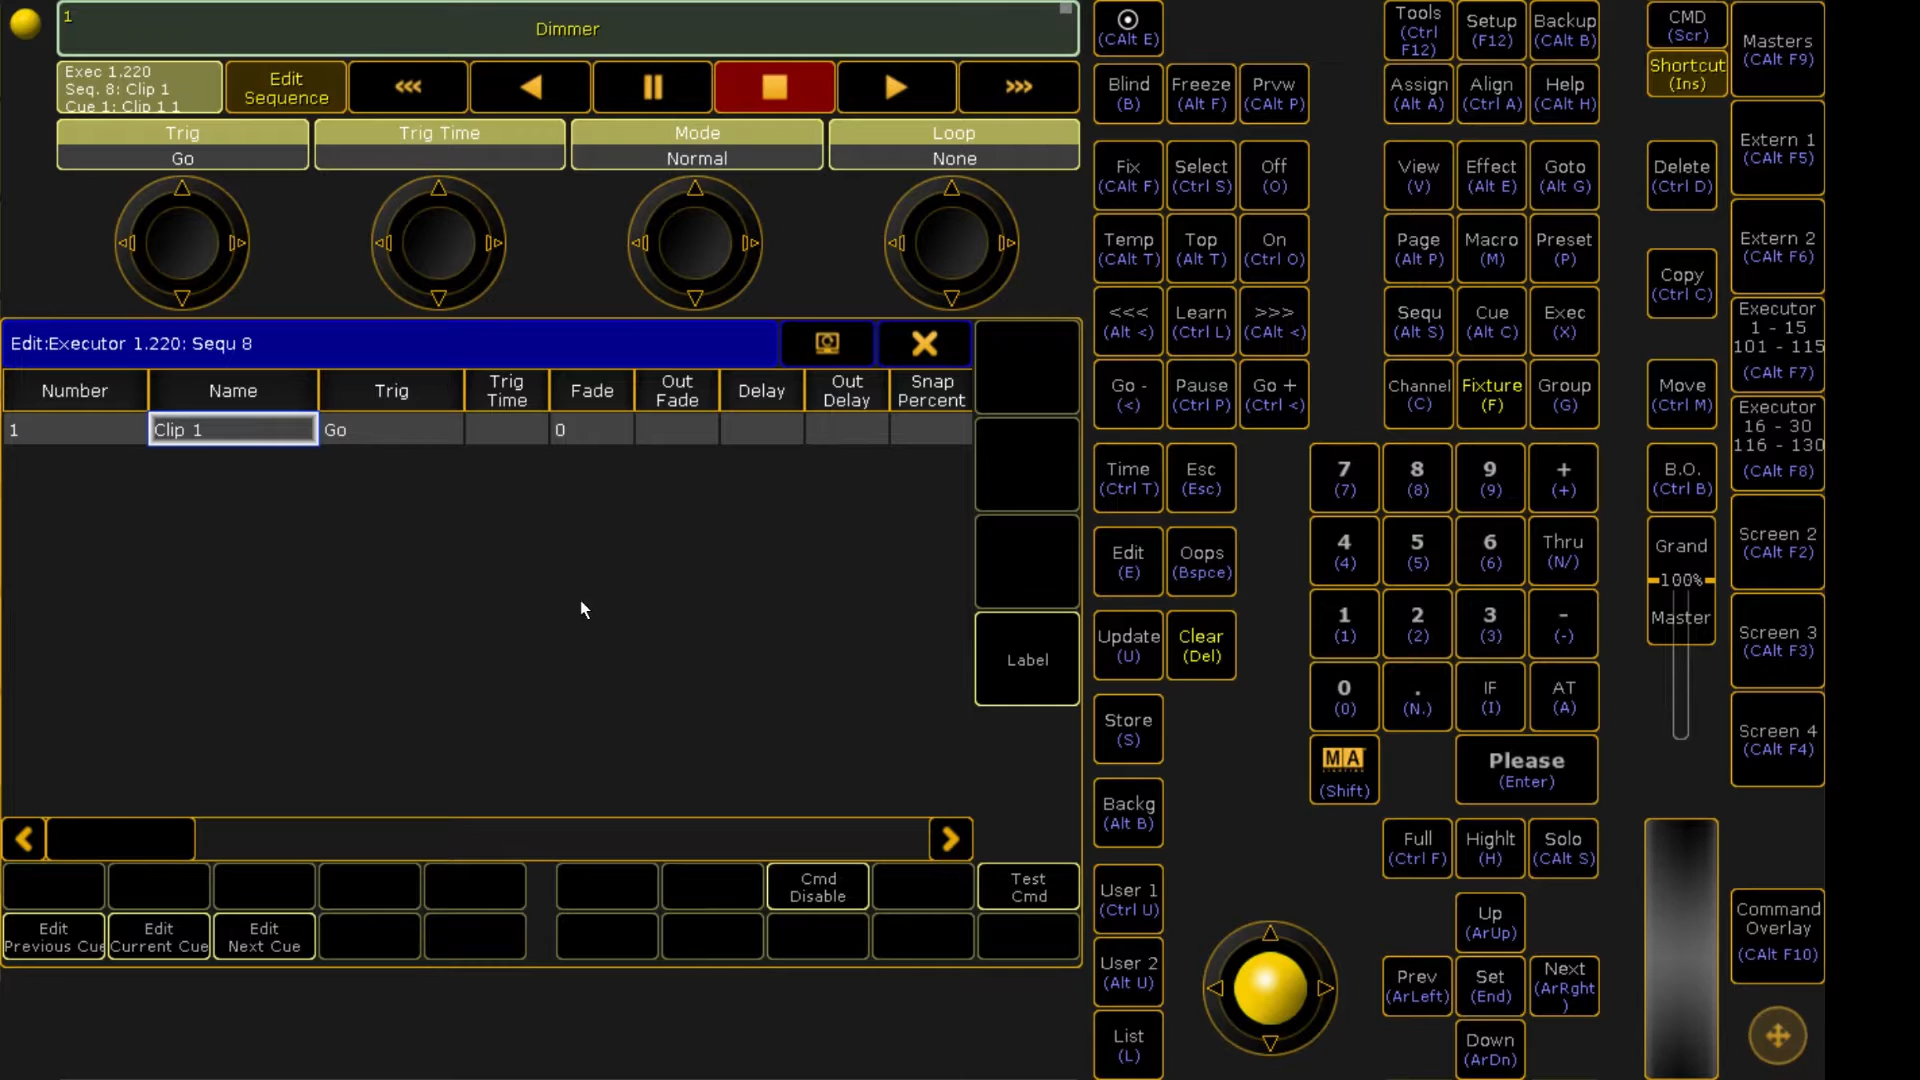 1
Dimmer
Exec 1.220
Seq. 8: Clip 1
Cue 1: Clip 1 1
Edit
Sequence
Trig
Go
Trig Time
Mode
Normal
Loop
None
Edit:Executor 1.220: Sequ 8
Number
Name
Trig
Trig
Time
Fade
Out
Fade
Delay
Out
Delay
Snap
Percent
1
Clip 1
Go
0
Label
Cmd
Disable
Test
Cmd
Edit
Previous Cue
Edit
Current Cue
Edit
Next Cue
(CAlt E)
Tools
(Ctrl
F12)
Setup
(F12)
Backup
(CAlt B)
CMD
(Scr)
Shortcut
(Ins)
Masters
(CAlt F9)
Blind
(B)
Freeze
(Alt F)
Prvw
(CAlt P)
Assign
(Alt A)
Align
(Ctrl A)
Help
(CAlt H)
Extern 1
(CAlt F5)
Fix
(CAlt F)
Select
(Ctrl S)
Off
(O)
View
(V)
Effect
(Alt E)
Goto
(Alt G)
Delete
(Ctrl D)
Extern 2
(CAlt F6)
Temp
(CAlt T)
Top
(Alt T)
On
(Ctrl O)
Page
(Alt P)
Macro
(M)
Preset
(P)
Copy
(Ctrl C)
<<<
(Alt <)
Learn
(Ctrl L)
>>>
(CAlt <)
Sequ
(Alt S)
Cue
(Alt C)
Exec
(X)
Executor
1 - 15
101 - 115
(CAlt F7)
Go -
(<)
Pause
(Ctrl P)
Go +
(Ctrl <)
Channel
(C)
Fixture
(F)
Group
(G)
Move
(Ctrl M)
Executor
16 - 30
116 - 130
(CAlt F8)
Time
(Ctrl T)
Esc
(Esc)
7
(7)
8
(8)
9
(9)
+
(+)
B.O.
(Ctrl B)
Edit
(E)
Oops
(Bspce)
4
(4)
5
(5)
6
(6)
Thru
(N/)
Grand
100%
Master
Screen 2
(CAlt F2)
Update
(U)
Clear
(Del)
1
(1)
2
(2)
3
(3)
-
(-)
Screen 3
(CAlt F3)
Store
(S)
0
(0)
.
(N.)
IF
(I)
AT
(A)
Screen 4
(CAlt F4)
MA
(Shift)
Please
(Enter)
Backg
(Alt B)
Full
(Ctrl F)
Highlt
(H)
Solo
(CAlt S)
User 1
(Ctrl U)
Up
(ArUp)
Command
Overlay
(CAlt F10)
User 2
(Alt U)
Prev
(ArLeft)
Set
(End)
Next
(ArRght
)
List
(L)
Down
(ArDn)